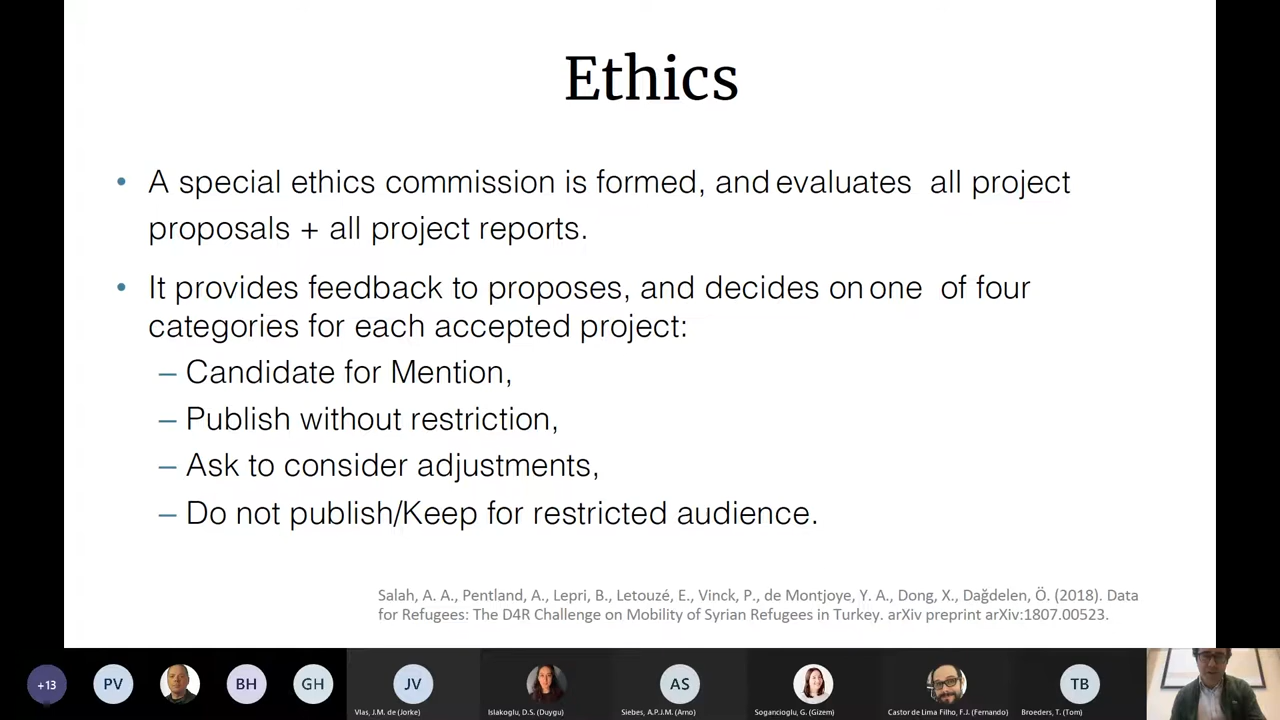 Ethics
• A special ethics commission is formed, and evaluates all project
proposals + all project reports.
• It provides feedback to proposes, and decides on one of four
categories for each accepted project:
– Candidate for Mention,
– Publish without restriction,
– Ask to consider adjustments,
– Do not publish/Keep for restricted audience.
Salah, A. A., Pentland, A., Lepri, B., Letouzé, E., Vinck, P., de Montjoye, Y. A., Dong, X., Dağdelen, Ö. (2018). Data
for Refugees: The D4R Challenge on Mobility of Syrian Refugees in Turkey. arXiv preprint arXiv:1807.00523.
+13 PV BH GH JV AS TB
Vlas, J.M. de (Jorke) Islakoglu, D.S. (Duygu) Siebes, A.P.J.M. (Arno) Sogancioglu, G. (Gizem) Castor de Lima Filho, F.J. (Fernando) Broeders, T. (Tom)